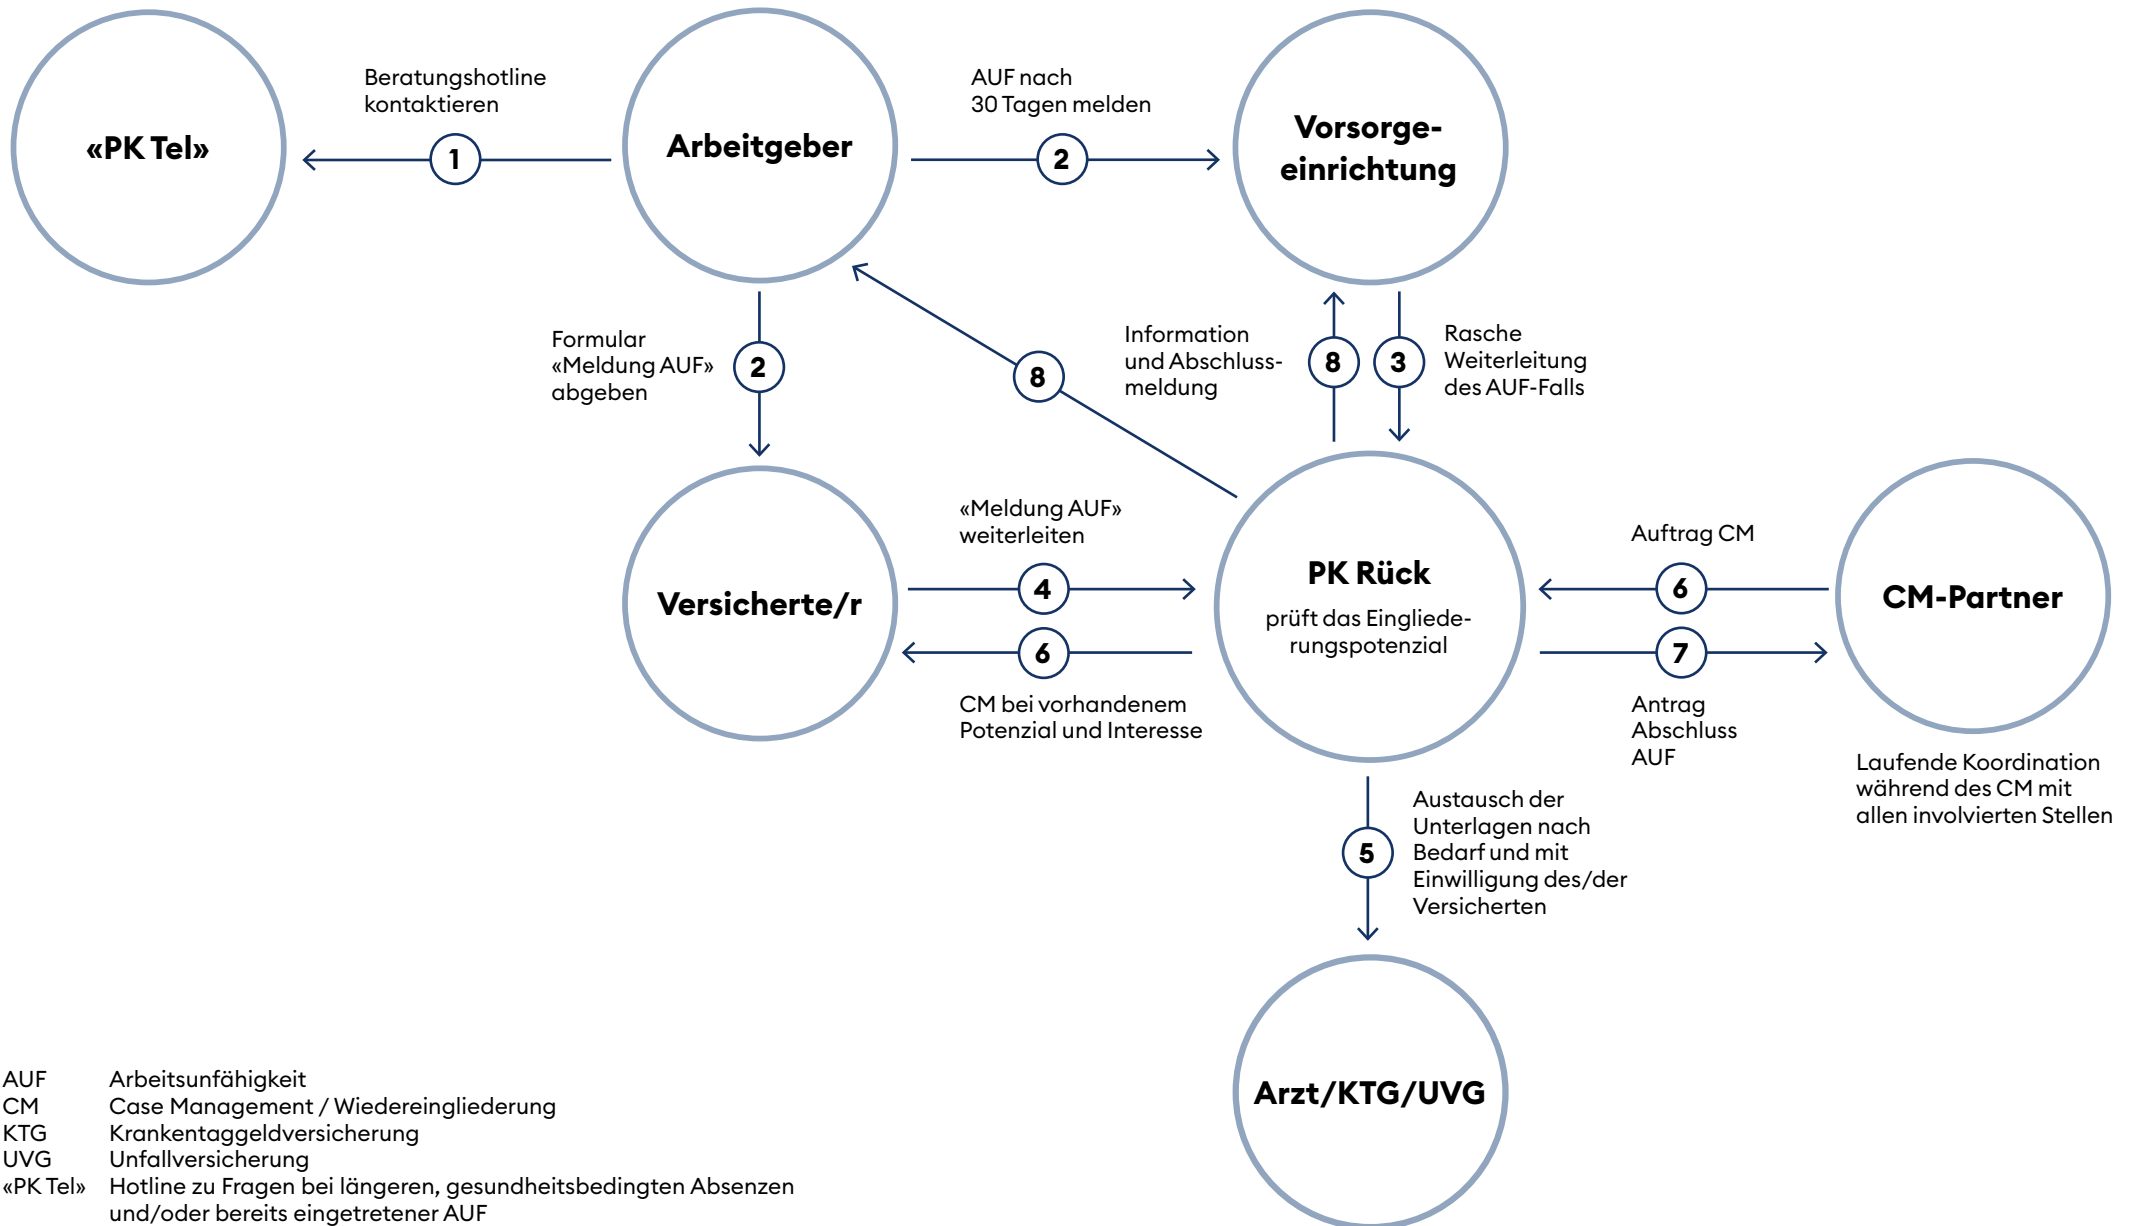 Beratungshotline
kontaktieren
AUF nach
30 Tagen melden
«PK Tel»
1
Arbeitgeber
2
Vorsorge-
einrichtung
Formular
«Meldung AUF»
abgeben
2
8
Information
und Abschluss-
meldung
8
3
Rasche
Weiterleitung
des AUF-Falls
Versicherte/r
«Meldung AUF»
weiterleiten
4
6
CM bei vorhandenem
Potenzial und Interesse
PK Rück
prüft das Eingliede-
rungspotenzial
Auftrag CM
6
7
Antrag
Abschluss
AUF
CM-Partner
Laufende Koordination
während des CM mit
allen involvierten Stellen
5
Austausch der
Unterlagen nach
Bedarf und mit
Einwilligung des/der
Versicherten
Arzt/KTG/UVG
AUF Arbeitsunfähigkeit
CM Case Management / Wiedereingliederung
KTG Krankentaggeldversicherung
UVG Unfallversicherung
«PK Tel» Hotline zu Fragen bei längeren, gesundheitsbedingten Absenzen
und/oder bereits eingetretener AUF